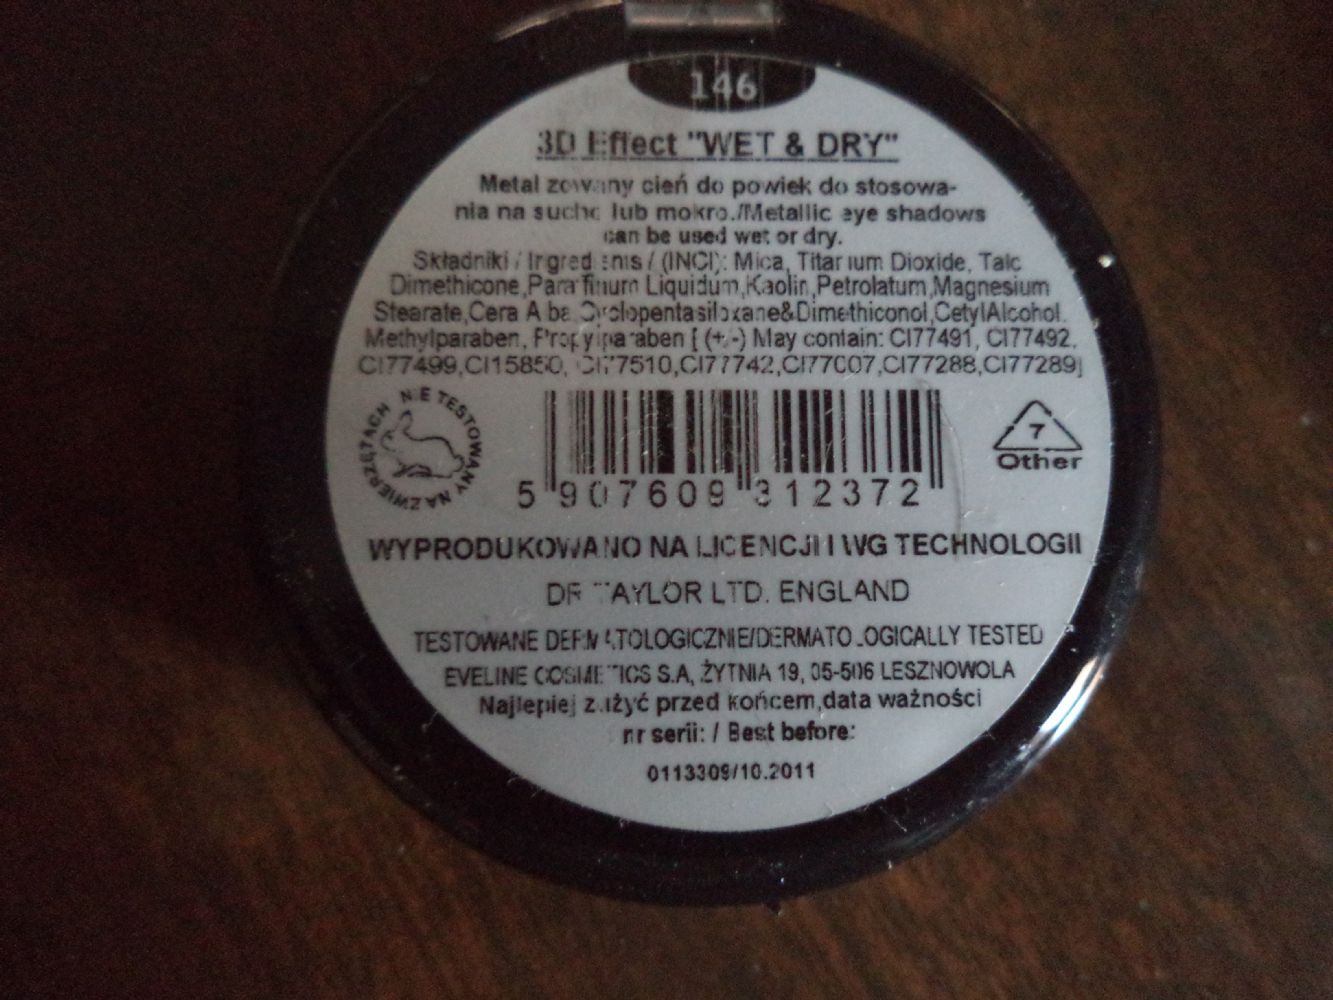 146
3D Effect "WET & DRY"
Metalizowany cień do powiek do stosowa-
nia na sucho lub mokro./Metallic eye shadows
can be used wet or dry.
Składniki / Ingredients / (INCI): Mica, Titanium Dioxide, Talc
Dimethicone,Paraffinum Liquidum,Kaolin,Petrolatum,Magnesium
Stearate,Cera Alba,Cyclopentasiloxane&Dimethiconol,CetylAlcohol.
Methylparaben, Propylparaben [ (+/-) May contain: CI77491, CI77492,
CI77499,CI15850, CI77510,CI77742,CI77007,CI77288,CI77289]
NIE TESTOWANY NA ZWIERZĘTACH
7
Other
5 907609 312372
WYPRODUKOWANO NA LICENCJI I WG TECHNOLOGII
DR TAYLOR LTD. ENGLAND
TESTOWANE DERMATOLOGICZNIE/DERMATOLOGICALLY TESTED
EVELINE COSMETICS S.A, ŻYTNIA 19, 05-506 LESZNOWOLA
Najlepiej zużyć przed końcem,data ważności
nr serii: / Best before:
0113309/10.2011